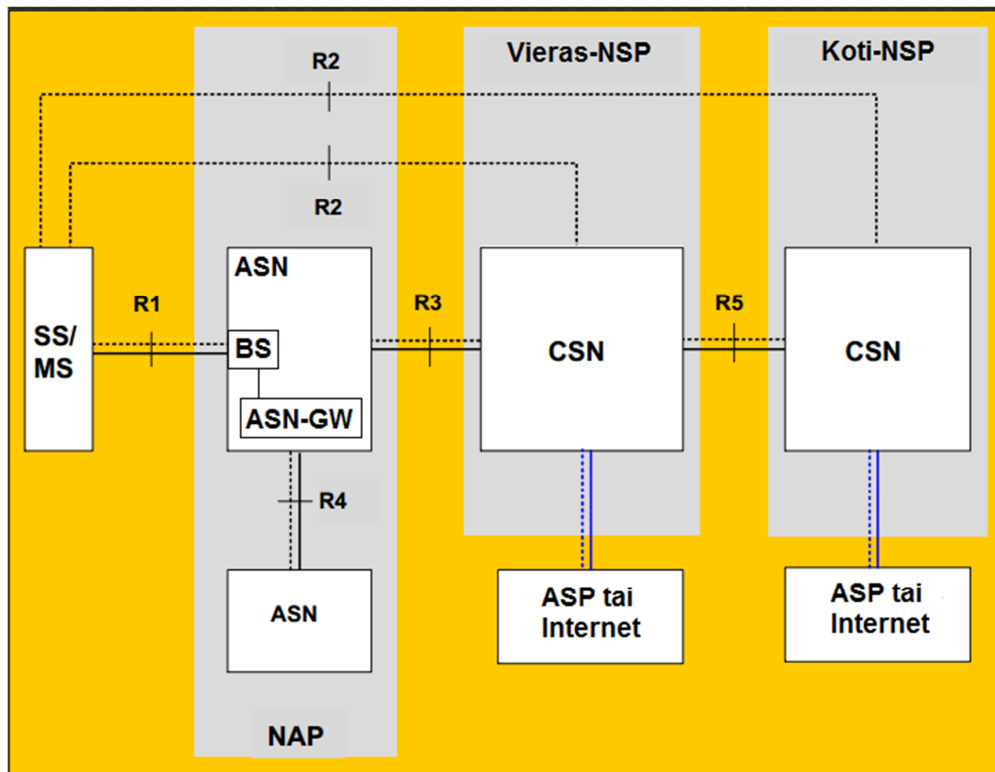 R2
Vieras-NSP
Koti-NSP
R2
ASN
R1
R3
R5
SS/
MS
BS
CSN
CSN
ASN-GW
R4
ASN
ASP tai
Internet
ASP tai
Internet
NAP